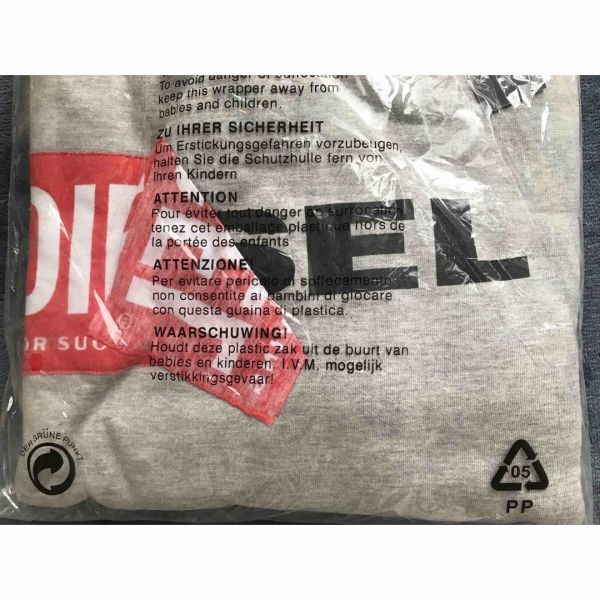 To avoid danger of suffocation
keep this wrapper away from
babies and children.
ZU IHRER SICHERHEIT
Um Erstickungsgefahren vorzubeugen,
halten Sie die Schutzhulle fern von
Ihren Kindern
ATTENTION
Pour éviter tout danger de surrocation,
tenez cet emballage plastique hors de
la portée des enfants
ATTENZIONE!
Per evitare pericolo di soffocamento
non consentite ai bambini di giocare
con questa guaina di plastica.
WAARSCHUWING!
Houdt deze plastic zak uit de buurt van
babies en kinderen. I.V.M. mogelijk
verstikkingsgevaar!
DIE
OR SUC
SEL
DER GRÜNE PUNKT
05
PP